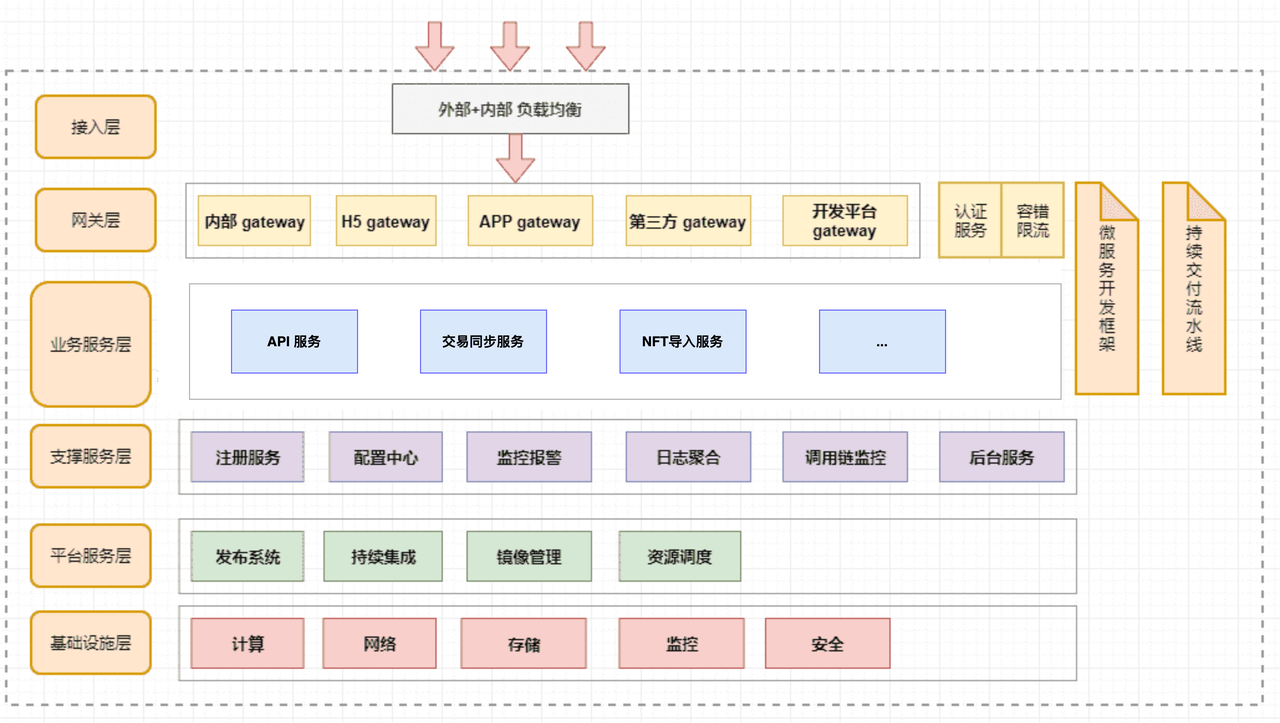 外部+内部 负载均衡
接入层
网关层
内部 gateway
H5 gateway
APP gateway
第三方 gateway
开发平台
gateway
认证
服务
容错
限流
微服务开发框架
持续交付流水线
业务服务层
API 服务
交易同步服务
NFT导入服务
...
支撑服务层
注册服务
配置中心
监控报警
日志聚合
调用链监控
后台服务
平台服务层
发布系统
持续集成
镜像管理
资源调度
基础设施层
计算
网络
存储
监控
安全